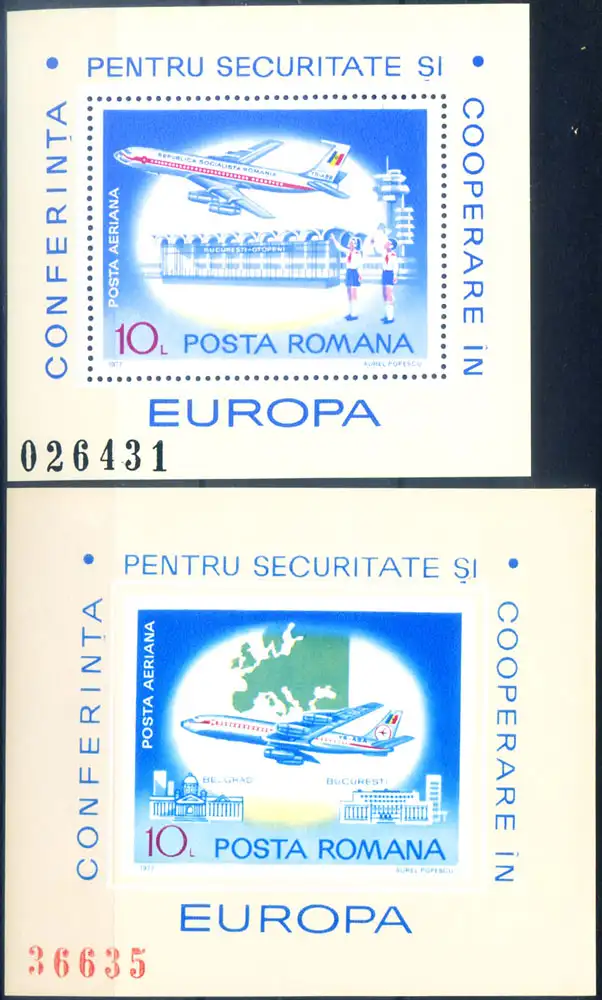 • PENTRU SECURITATE ȘI •
CONFERINȚA
COOPERARE ÎN
REPUBLICA SOCIALISTA ROMANIA
YR-ABB
POSTA AERIANA
BUCURESTI-OTOPENI
10L POSTA ROMANA
1977 AUREL POPESCU
EUROPA
026431
• PENTRU SECURITATE ȘI •
CONFERINȚA
COOPERARE ÎN
POSTA AERIANA
YR-ABA
BELGRAD BUCURESTI
10L POSTA ROMANA
1977 AUREL POPESCU
EUROPA
36635